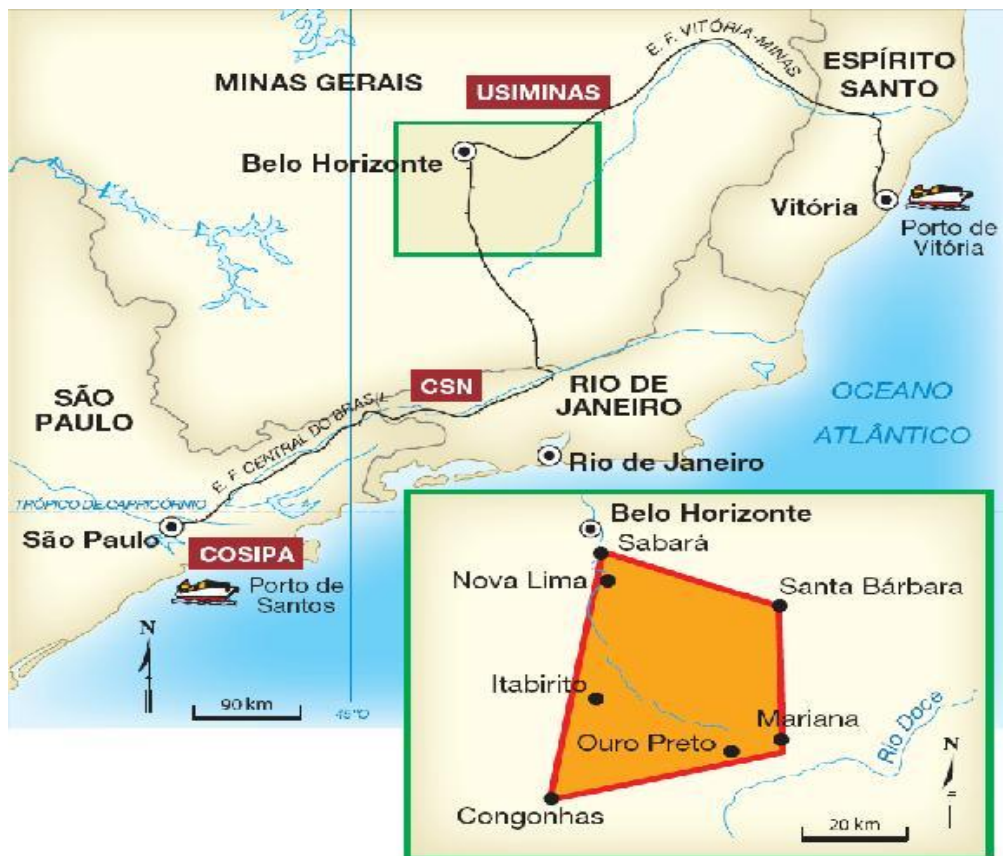 MINAS GERAIS
E. F. VITÓRIA-MINAS
ESPÍRITO
SANTO
USIMINAS
Belo Horizonte
Vitória
Porto de
Vitória
SÃO
PAULO
CSN
RIO DE
JANEIRO
OCEANO
ATLÂNTICO
E. F. CENTRAL DO BRASIL
Rio de Janeiro
TRÓPICO DE CAPRICÓRNIO
São Paulo
COSIPA
Porto de
Santos
N
90 km
45°O
Belo Horizonte
Sabará
Nova Lima
Santa Bárbara
Itabirito
Mariana
Ouro Preto
Rio Doce
N
Congonhas
20 km